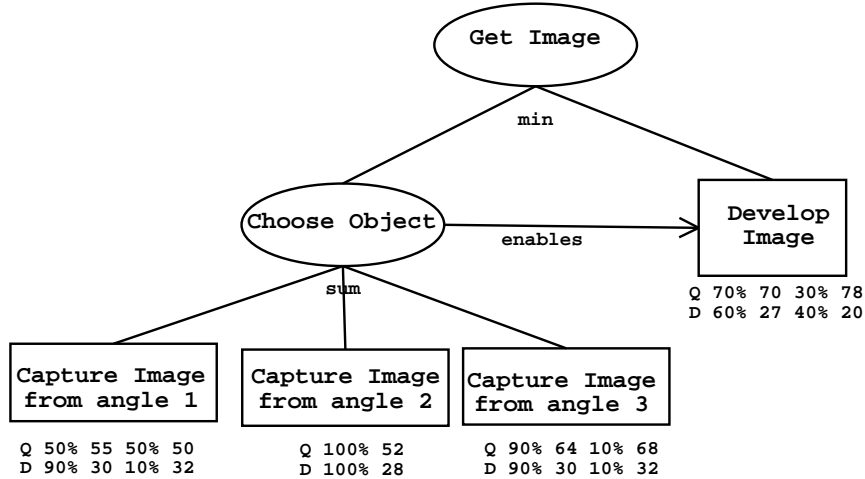 Get Image
min
Choose Object
enables
Develop
Image
Q 70% 70 30% 78
D 60% 27 40% 20
sum
Capture Image
from angle 1
Q 50% 55 50% 50
D 90% 30 10% 32
Capture Image
from angle 2
Q 100% 52
D 100% 28
Capture Image
from angle 3
Q 90% 64 10% 68
D 90% 30 10% 32